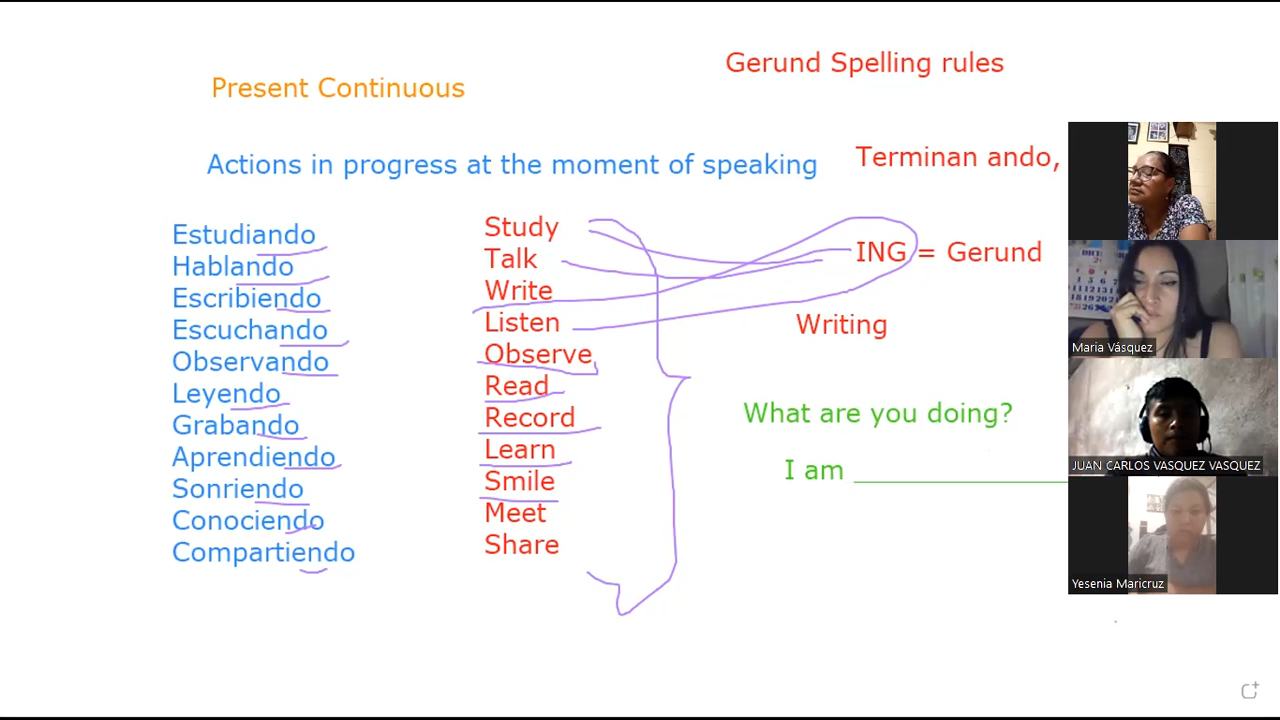 Gerund Spelling rules
Present Continuous
Actions in progress at the moment of speaking
Terminan ando,
Estudiando
Hablando
Escribiendo
Escuchando
Observando
Leyendo
Grabando
Aprendiendo
Sonriendo
Conociendo
Compartiendo
Study
Talk
Write
Listen
Observe
Read
Record
Learn
Smile
Meet
Share
ING = Gerund
Writing
What are you doing?
I am ____________________
Maria Vásquez
JUAN CARLOS VASQUEZ VASQUEZ
Yesenia Maricruz